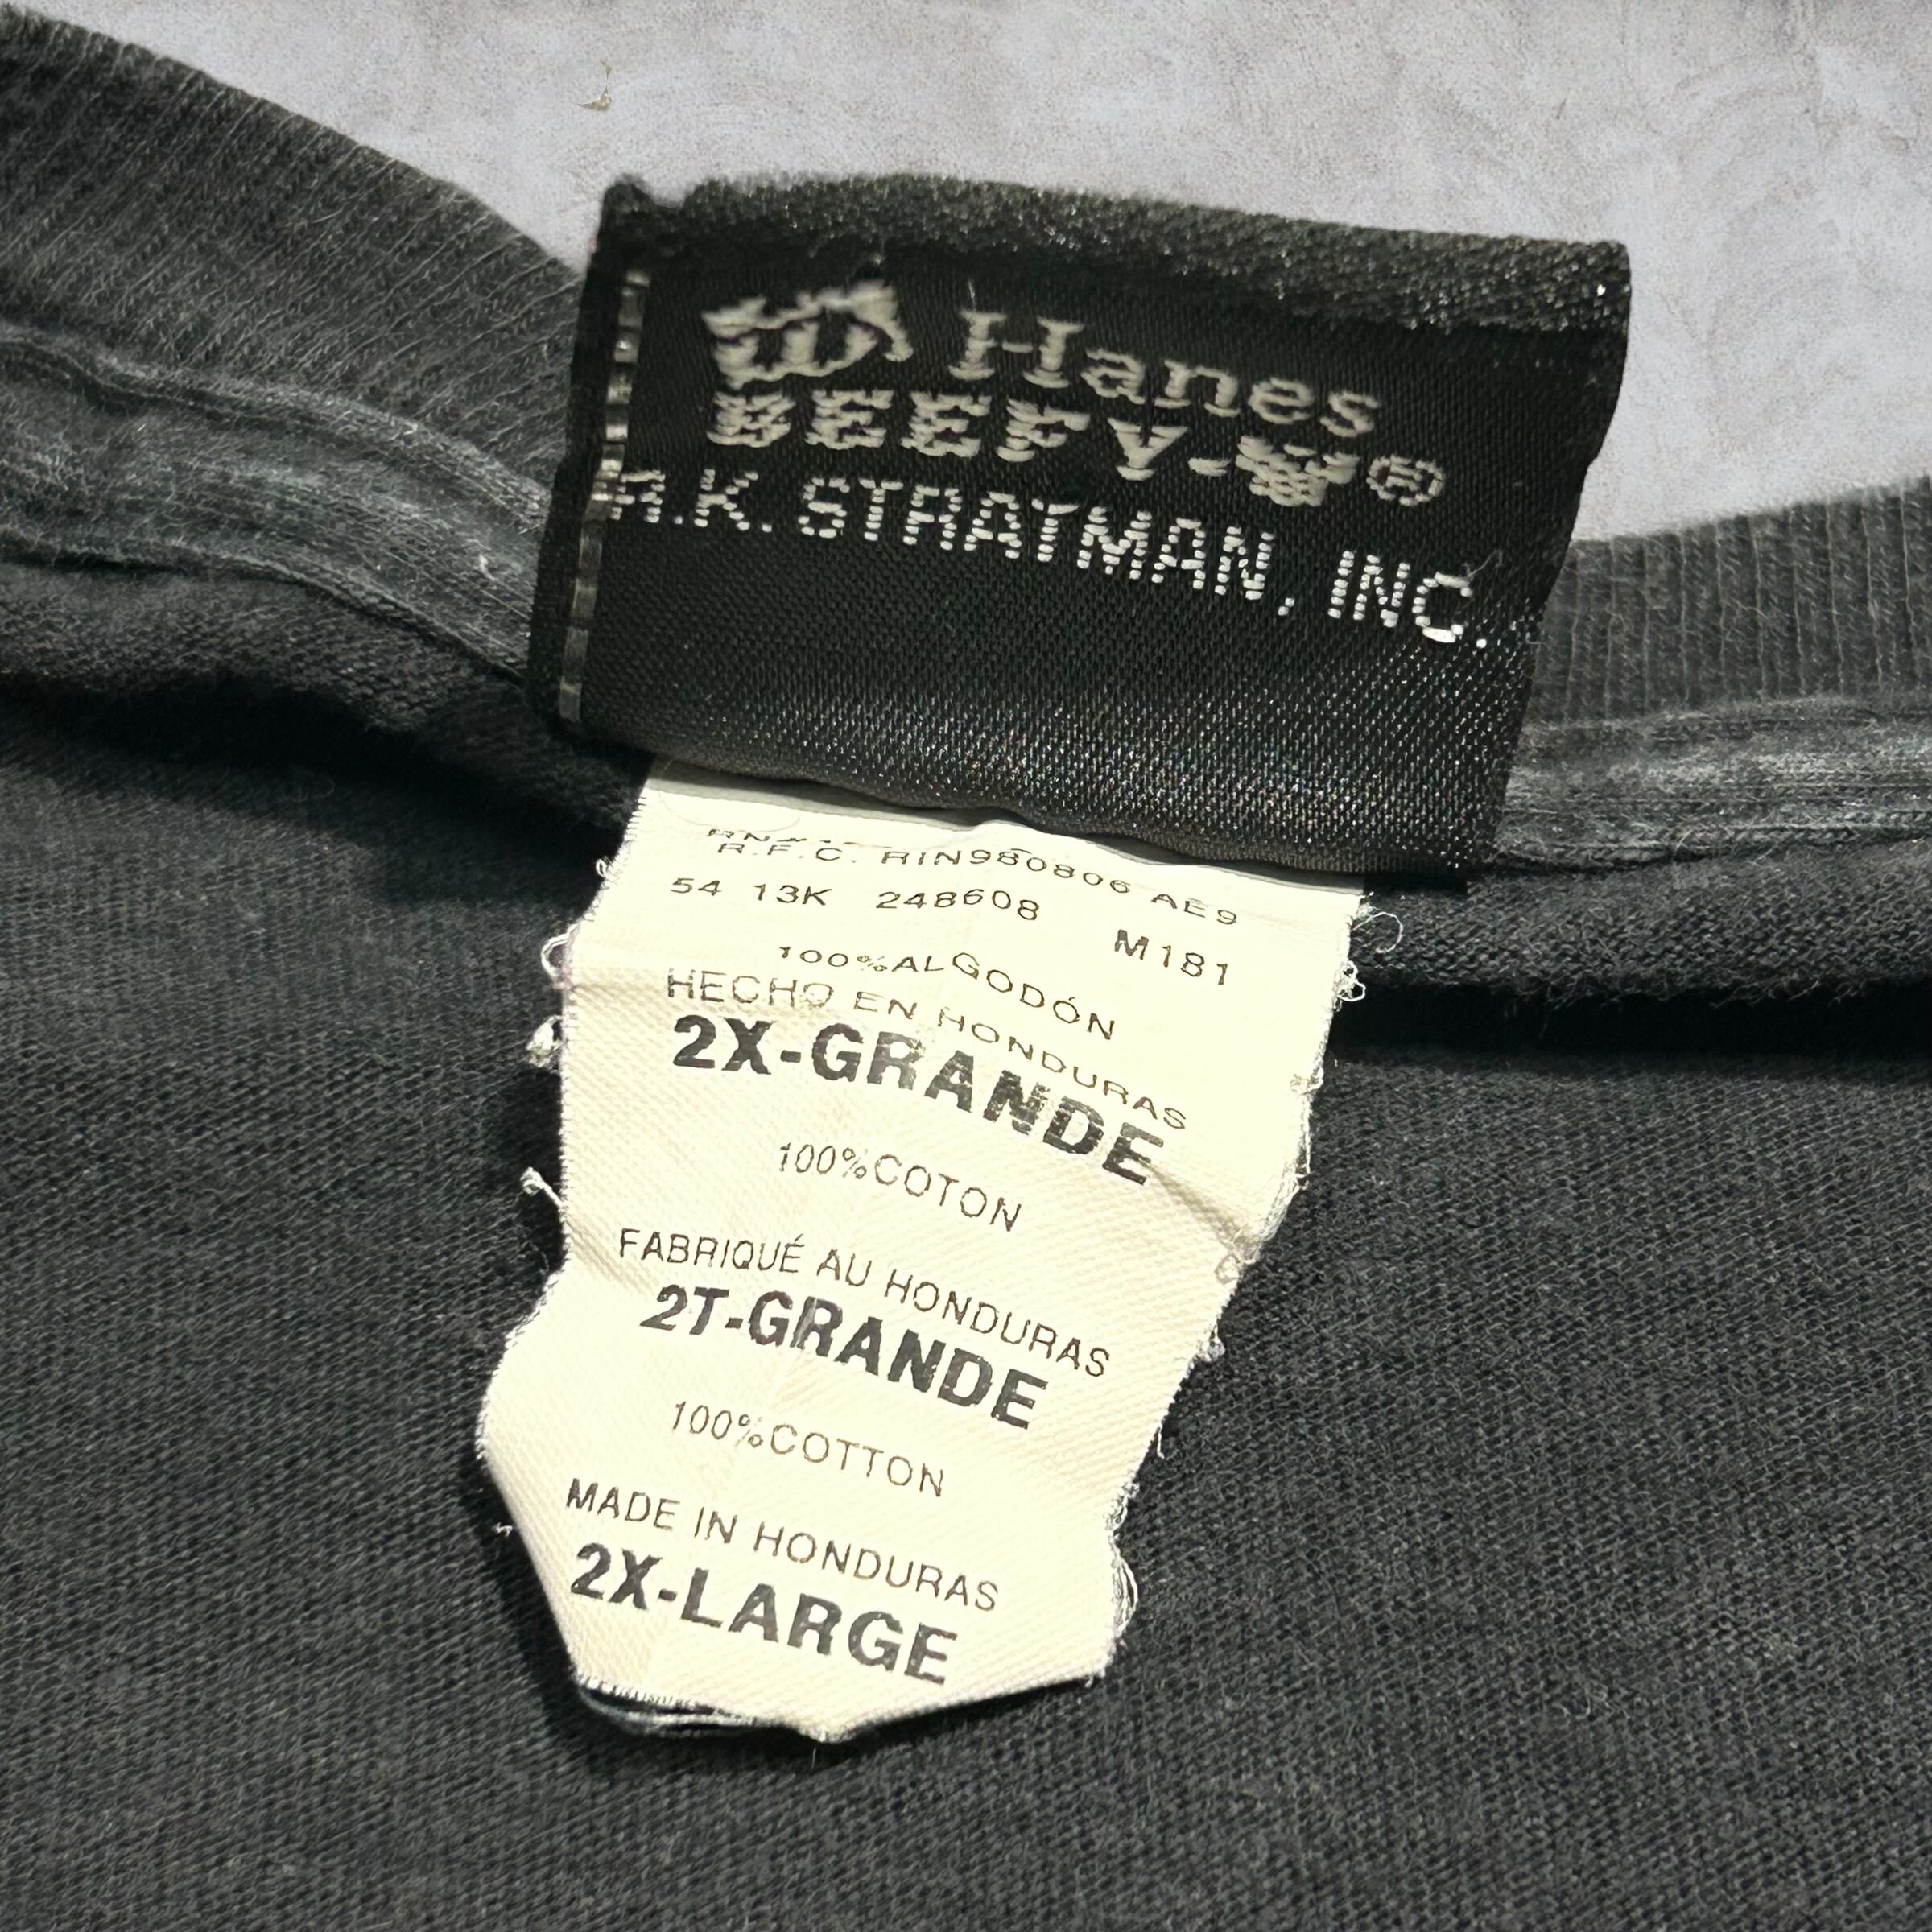 Hanes
BEEFY-T®
R.K. STRATMAN, INC.
R.F.C. RIN980806 AE9
54 13K 248608 M181
100%ALGODÓN
HECHO EN HONDURAS
2X-GRANDE
100%COTON
FABRIQUÉ AU HONDURAS
2T-GRANDE
100%COTTON
MADE IN HONDURAS
2X-LARGE